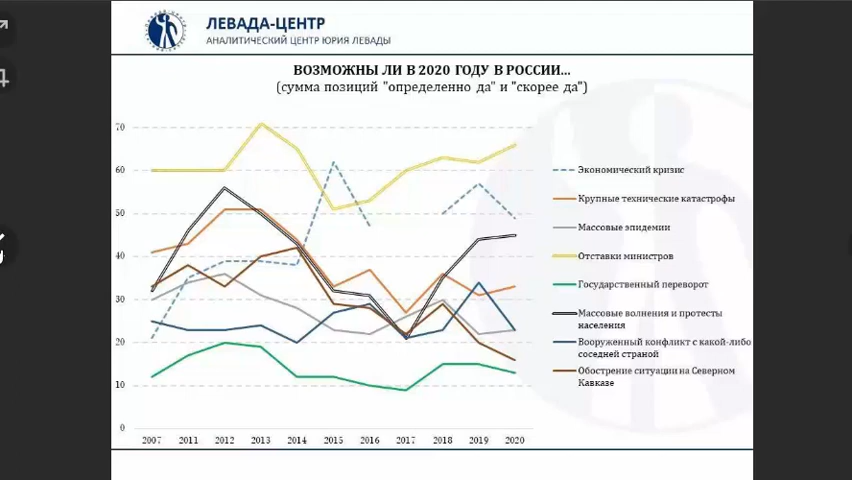 ЛЕВАДА-ЦЕНТР
АНАЛИТИЧЕСКИЙ ЦЕНТР ЮРИЯ ЛЕВАДЫ
ВОЗМОЖНЫ ЛИ В 2020 ГОДУ В РОССИИ...
(сумма позиций "определенно да" и "скорее да")
70
60
50
40
30
20
10
0
2007 2011 2012 2013 2014 2015 2016 2017 2018 2019 2020
Экономический кризис
Крупные технические катастрофы
Массовые эпидемии
Отставки министров
Государственный переворот
Массовые волнения и протесты
населения
Вооруженный конфликт с какой-либо
соседней страной
Обострение ситуации на Северном
Кавказе